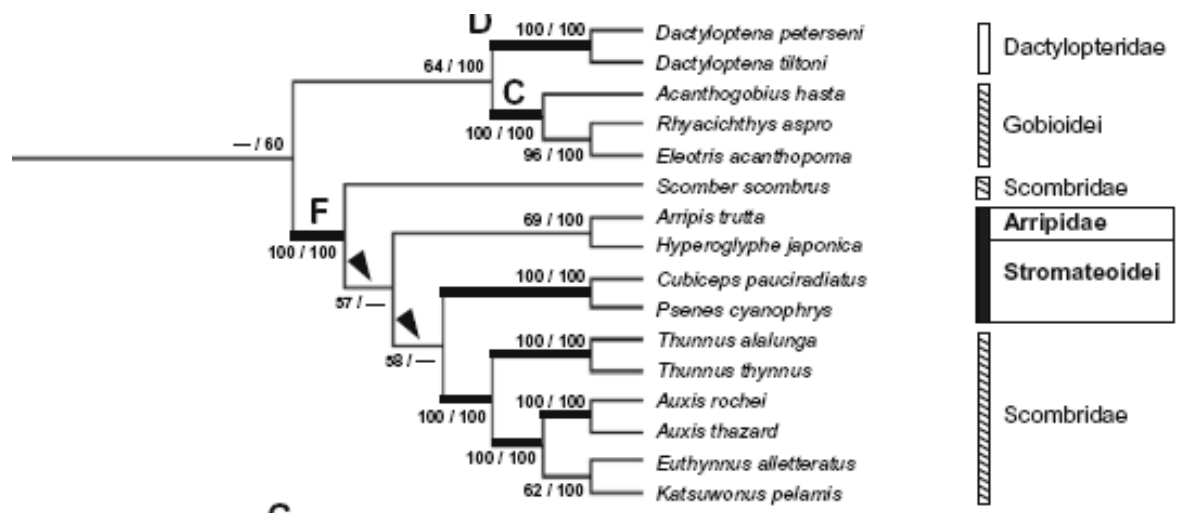 D
100 / 100
Dactyloptena peterseni
Dactyloptena tiltoni
Dactylopteridae
64 / 100
C
100 / 100
Acanthogobius hasta
Rhyacichthys aspro
96 / 100
Eleotris acanthopoma
Gobioidei
— / 60
Scomber scombrus
Scombridae
F
100 / 100
69 / 100
Arripis trutta
Hyperoglyphe japonica
Arripidae
Stromateoidei
57 / —
100 / 100
Cubiceps pauciradiatus
Psenes cyanophrys
58 / —
100 / 100
Thunnus alalunga
Thunnus thynnus
100 / 100
100 / 100
Auxis rochei
Auxis thazard
Scombridae
100 / 100
Euthynnus alletteratus
62 / 100
Katsuwonus pelamis